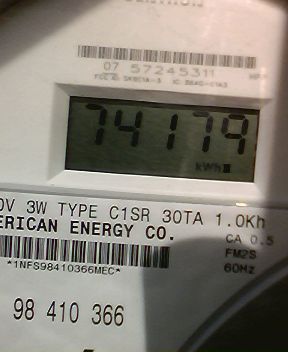 07 57245311
74179
kWh
0V 3W TYPE C1SR 30TA 1.0Kh
ERICAN ENERGY CO.
CA 0.5
*1NFS98410366MEC*
FM2S
60Hz
98 410 366